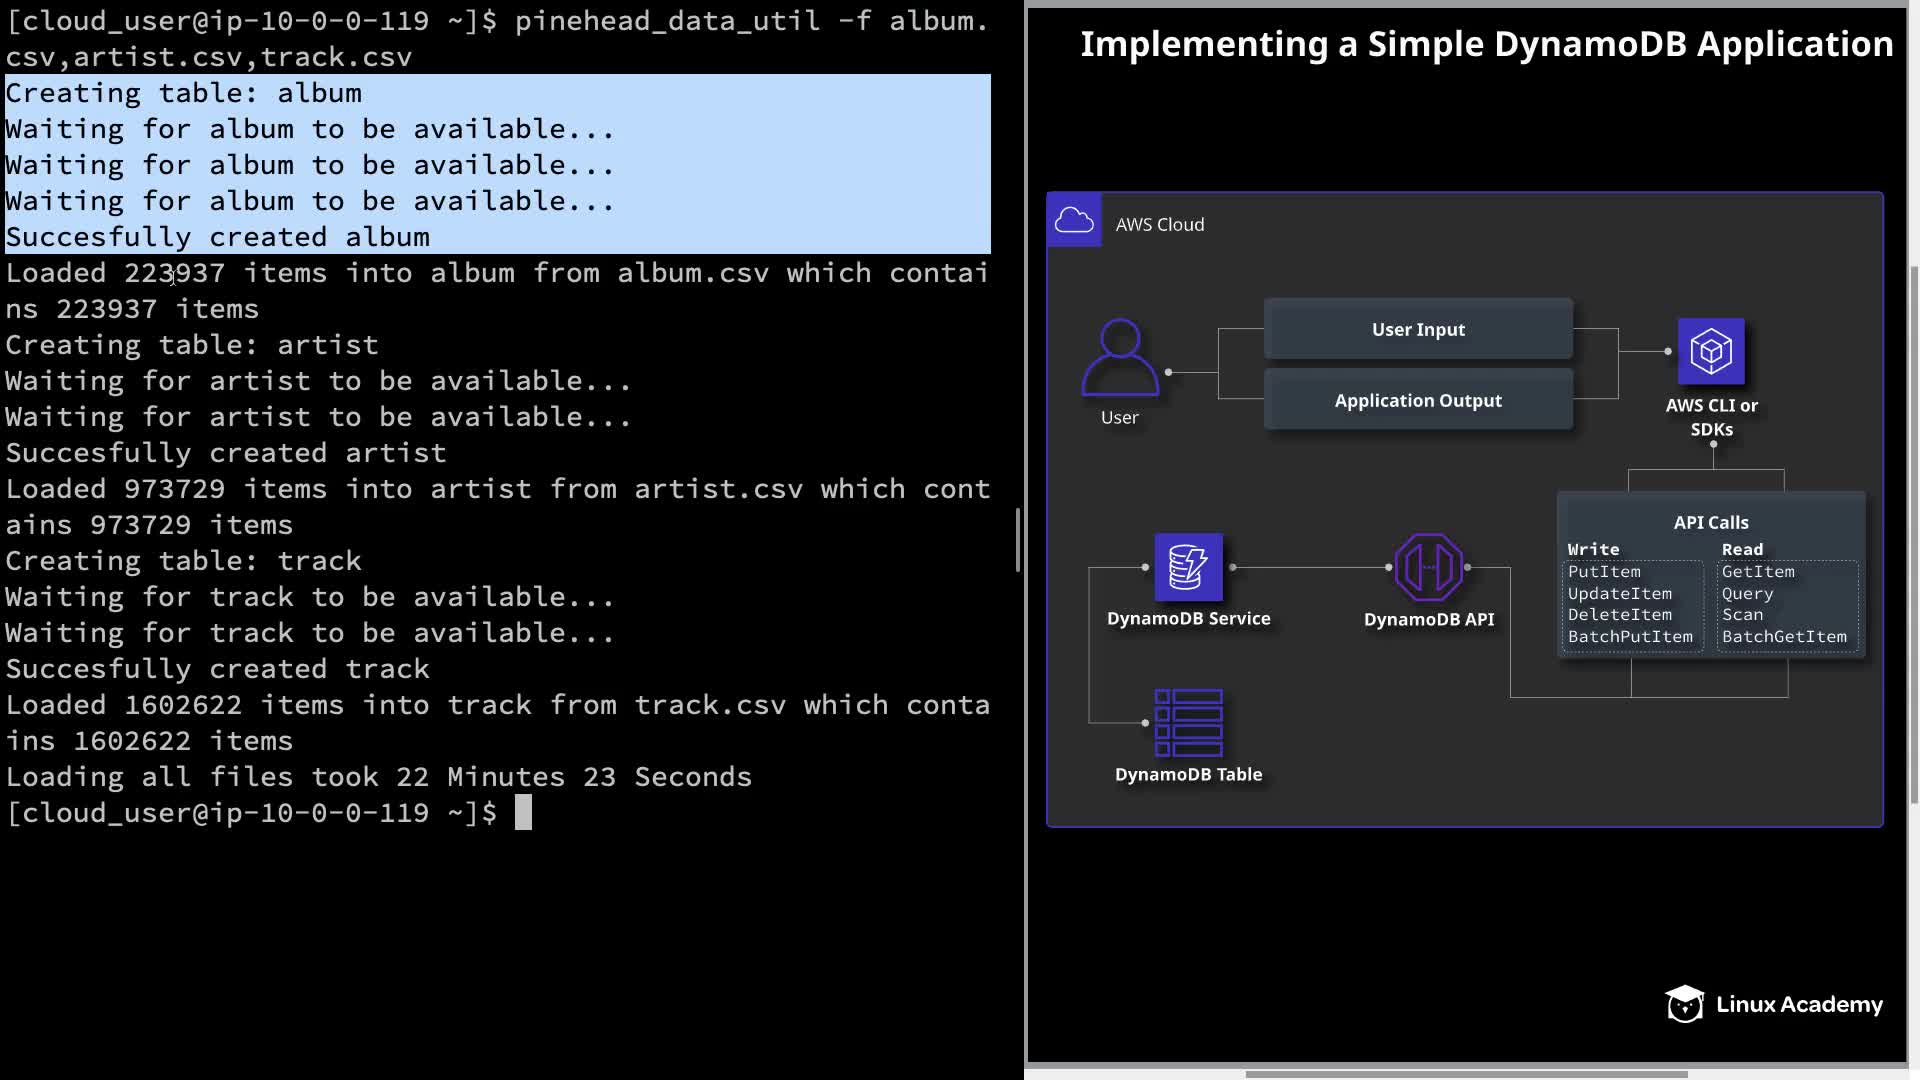 [cloud_user@ip-10-0-0-119 ~]$ pinehead_data_util -f album.
csv,artist.csv,track.csv
Creating table: album
Waiting for album to be available...
Waiting for album to be available...
Waiting for album to be available...
Succesfully created album
Loaded 223937 items into album from album.csv which contai
ns 223937 items
Creating table: artist
Waiting for artist to be available...
Waiting for artist to be available...
Succesfully created artist
Loaded 973729 items into artist from artist.csv which cont
ains 973729 items
Creating table: track
Waiting for track to be available...
Waiting for track to be available...
Succesfully created track
Loaded 1602622 items into track from track.csv which conta
ins 1602622 items
Loading all files took 22 Minutes 23 Seconds
[cloud_user@ip-10-0-0-119 ~]$
Implementing a Simple DynamoDB Application
AWS Cloud
User Input
Application Output
User
AWS CLI or
SDKs
API Calls
Write Read
PutItem GetItem
UpdateItem Query
DeleteItem Scan
BatchPutItem BatchGetItem
DynamoDB Service
DynamoDB API
DynamoDB Table
Linux Academy